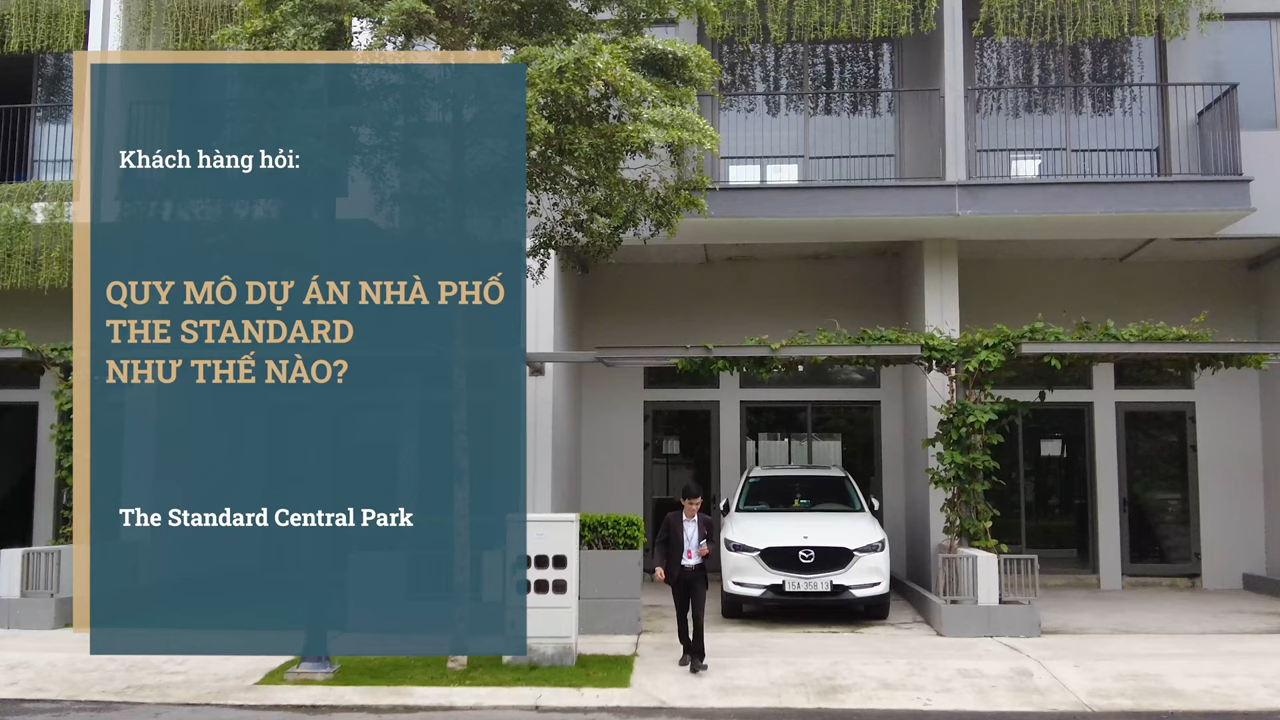 Khách hàng hỏi:
QUY MÔ DỰ ÁN NHÀ PHỐ
THE STANDARD
NHƯ THẾ NÀO?
The Standard Central Park
15A-358.13